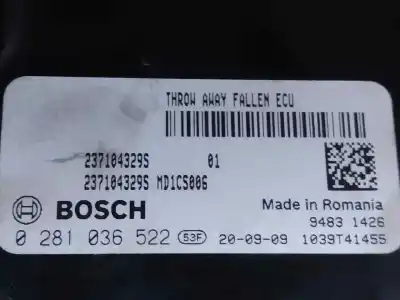 THROW AWAY FALLEN ECU
237104329S 01
237104329S MD1CS006
BOSCH
Made in Romania
9483 1426
0 281 036 522 53F 20-09-09 1039T41455